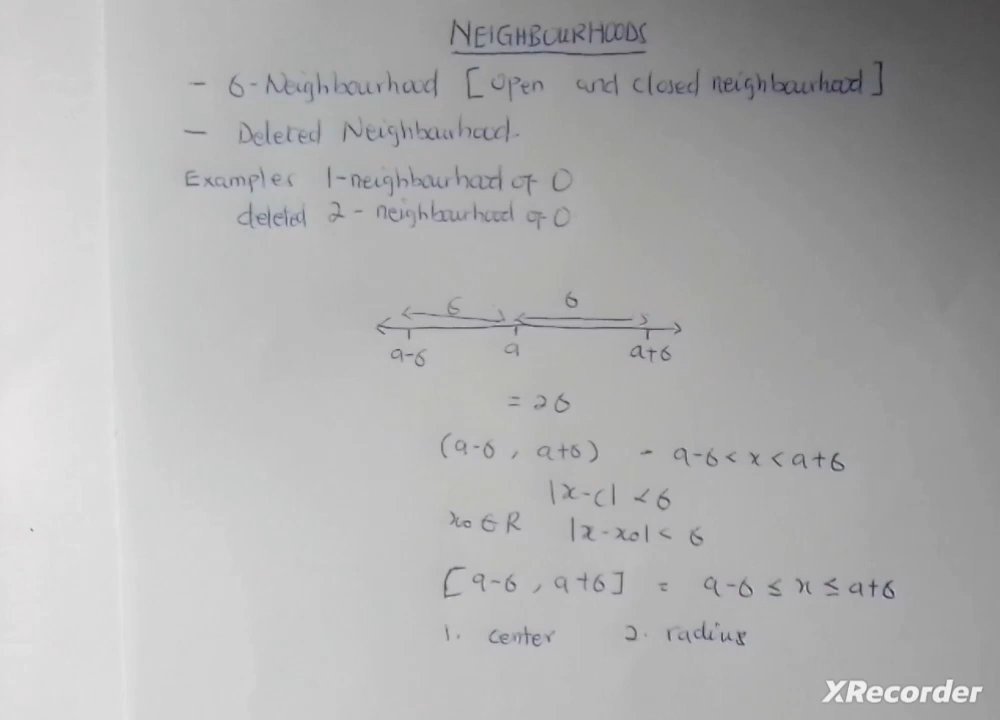 NEIGHBOURHOODS
- δ-Neighbourhood [Open and closed neighbourhood]
- Deleted Neighbourhood.
Examples 1-neighbourhood of 0
deleted 2-neighbourhood of 0
δ δ
a-δ a a+δ
= 2δ
(a-δ, a+δ) - a-δ < x < a+δ
|x-c| < δ
x₀ ∈ R |x-x₀| < δ
[a-δ, a+δ] = a-δ ≤ x ≤ a+δ
1. center 2. radius
XRecorder